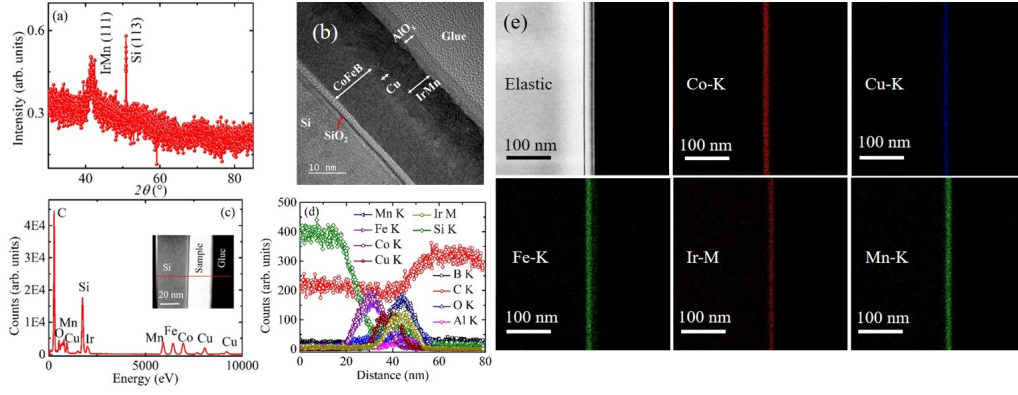 (a)
0.6
0.3
Intensity (arb. units)
IrMn (111)
Si (113)
40 60 80
2θ (°)
(b)
AlOx
Glue
CoFeB
Cu
IrMn
Si
SiO2
10 nm
(c)
C
4E4
3E4
2E4
1E4
0
Counts (arb. units)
O
Mn
Cu
Si
Ir
Mn
Fe
Co
Cu
Cu
Si
Sample
Glue
20 nm
0 5000 10000
Energy (eV)
(d)
500
400
300
200
100
0
Counts (arb. units)
Mn K
Fe K
Co K
Cu K
Ir M
Si K
B K
C K
O K
Al K
0 20 40 60 80
Distance (nm)
(e)
Elastic
100 nm
Co-K
100 nm
Cu-K
100 nm
Fe-K
100 nm
Ir-M
100 nm
Mn-K
100 nm